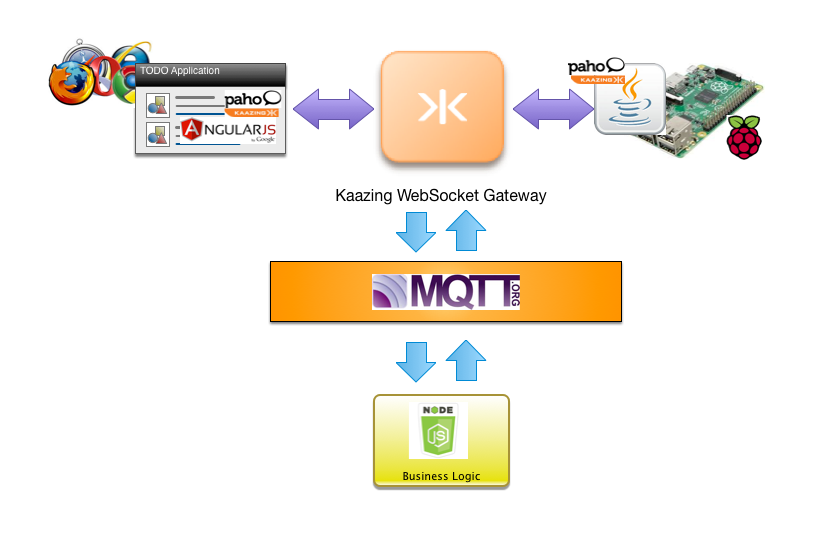 TODO Application
paho
KAAZING
ANGULARJS
by Google
paho
KAAZING
Kaazing WebSocket Gateway
MQTT.ORG
NODE
JS
Business Logic